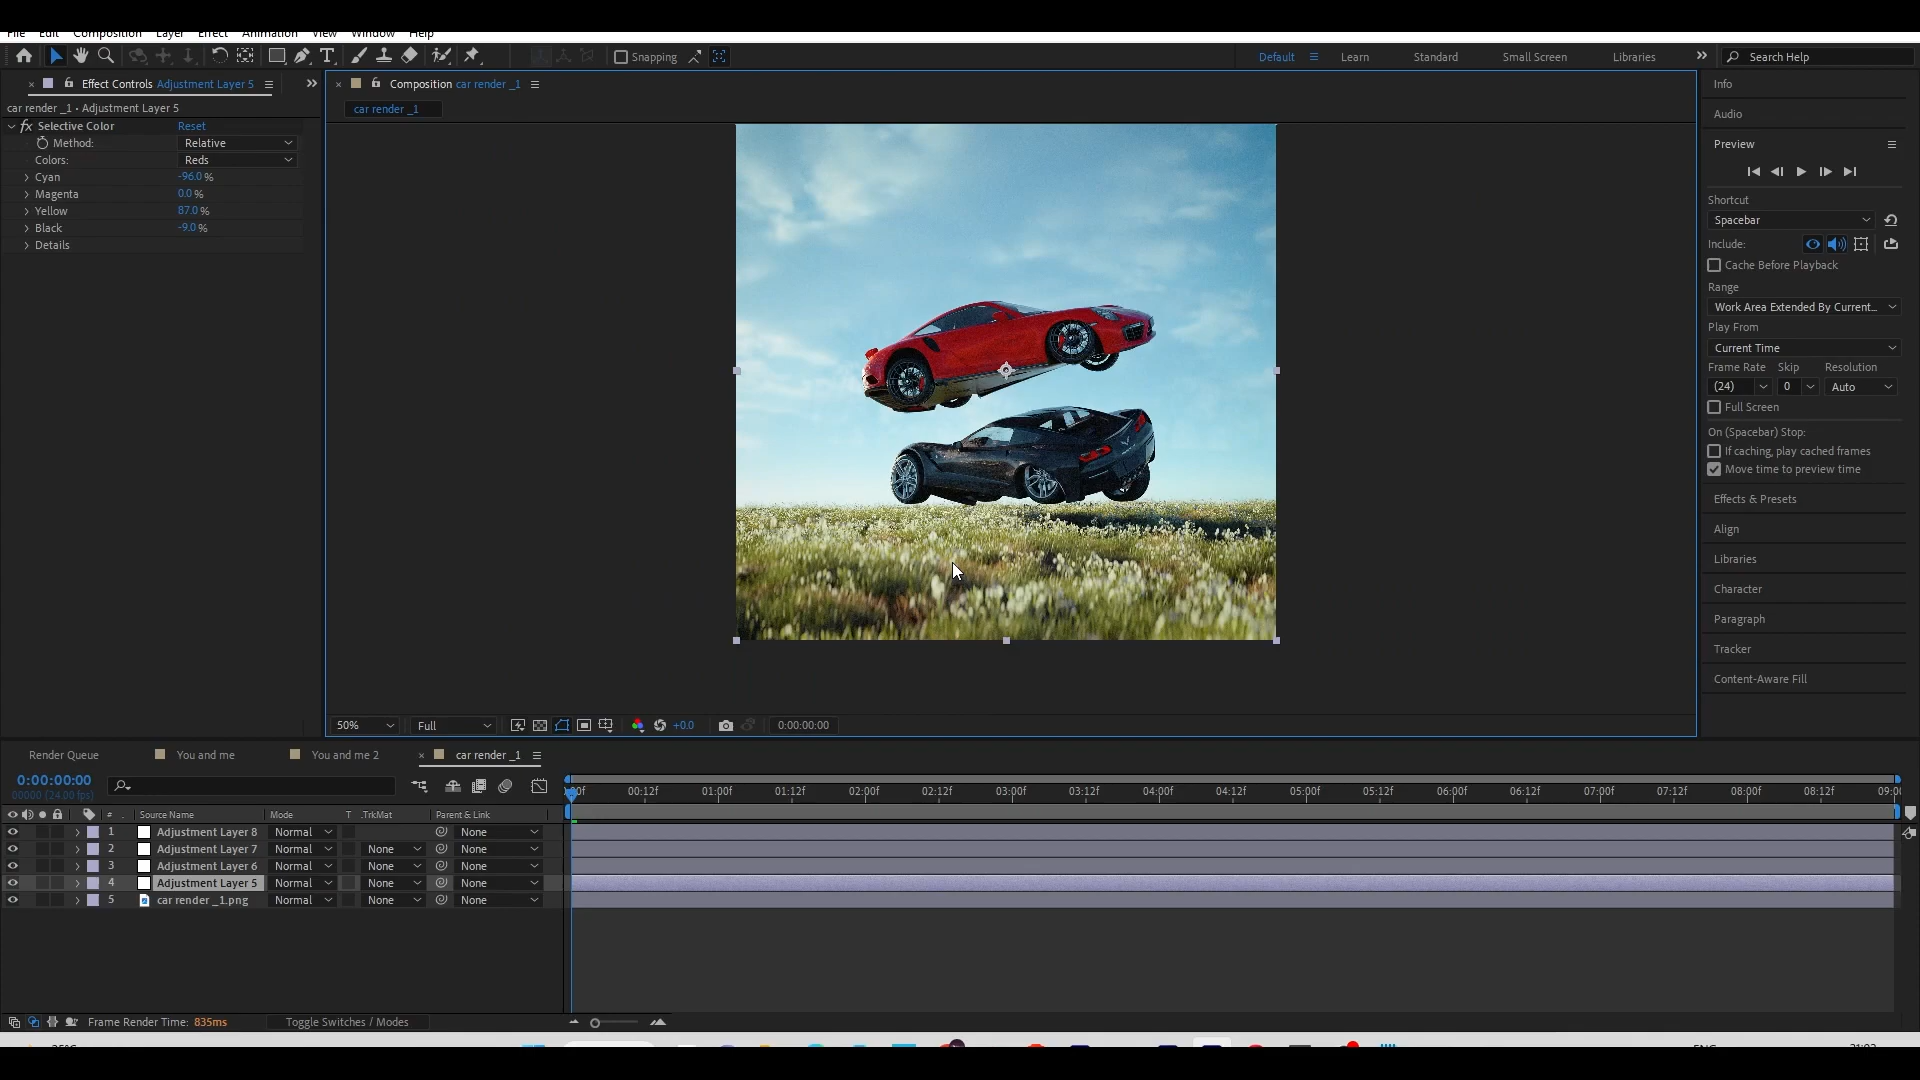 File Edit Composition Layer Effect Animation View Window Help
Snapping
Default Learn Standard Small Screen Libraries Search Help
Effect Controls Adjustment Layer 5
car render _1 • Adjustment Layer 5
fx Selective Color Reset
Method: Relative
Colors: Reds
Cyan -96.0 %
Magenta 0.0 %
Yellow 87.0 %
Black -9.0 %
Details
Composition car render _1
car render _1
50% Full +0.0 0:00:00:00
Info
Audio
Preview
Shortcut
Spacebar
Include:
Cache Before Playback
Range
Work Area Extended By Current...
Play From
Current Time
Frame Rate Skip Resolution
(24) 0 Auto
Full Screen
On (Spacebar) Stop:
If caching, play cached frames
Move time to preview time
Effects & Presets
Align
Libraries
Character
Paragraph
Tracker
Content-Aware Fill
Render Queue You and me You and me 2 car render _1
0:00:00:00
00000 (24.00 fps)
00:12f 01:00f 01:12f 02:00f 02:12f 03:00f 03:12f 04:00f 04:12f 05:00f 05:12f 06:00f 06:12f 07:00f 07:12f 08:00f 08:12f
# Source Name Mode T .TrkMat Parent & Link
1 Adjustment Layer 8 Normal None
2 Adjustment Layer 7 Normal None None
3 Adjustment Layer 6 Normal None None
4 Adjustment Layer 5 Normal None None
5 car render _1.png Normal None None
Frame Render Time: 835ms Toggle Switches / Modes